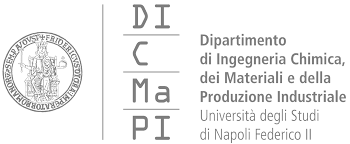 DI
C
Ma
PI
Dipartimento
di Ingegneria Chimica,
dei Materiali e della
Produzione Industriale
Università degli Studi
di Napoli Federico II